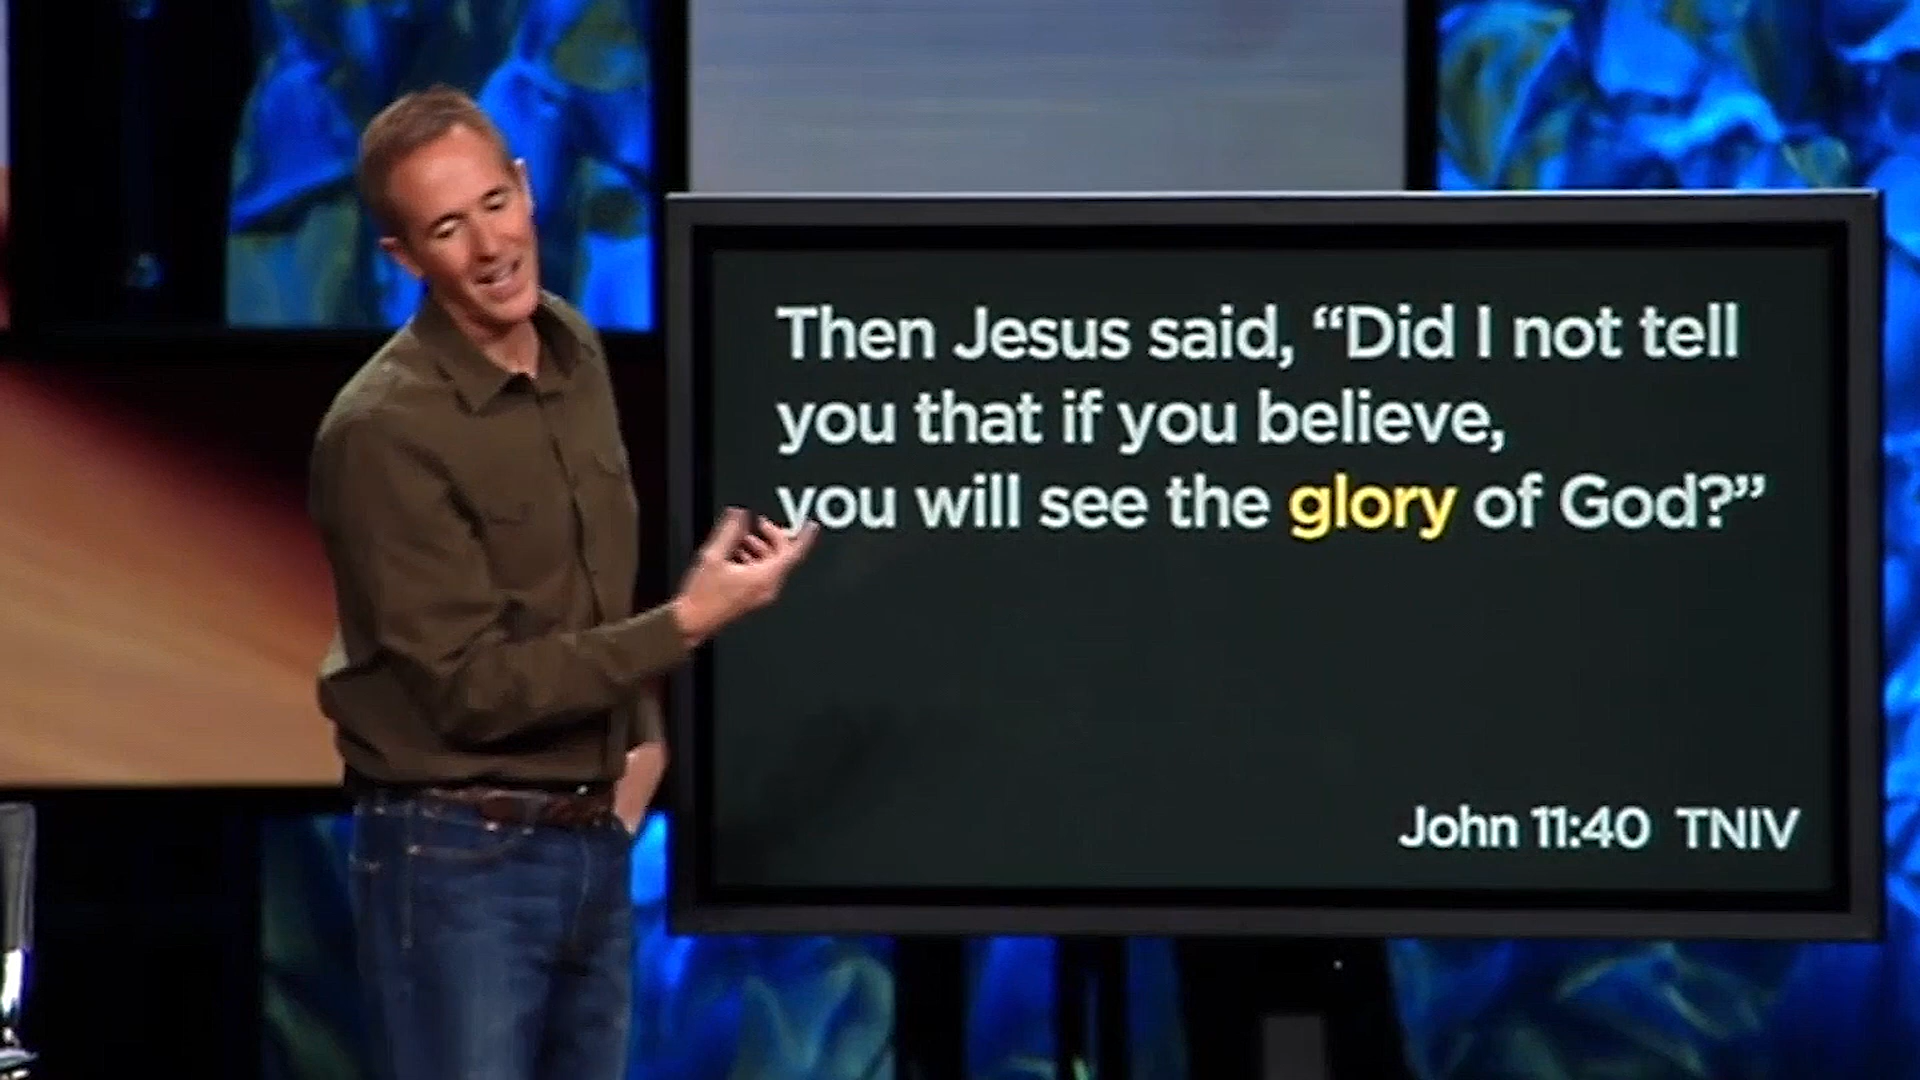 Then Jesus said, “Did I not tell
you that if you believe,
you will see the glory of God?”
John 11:40 TNIV